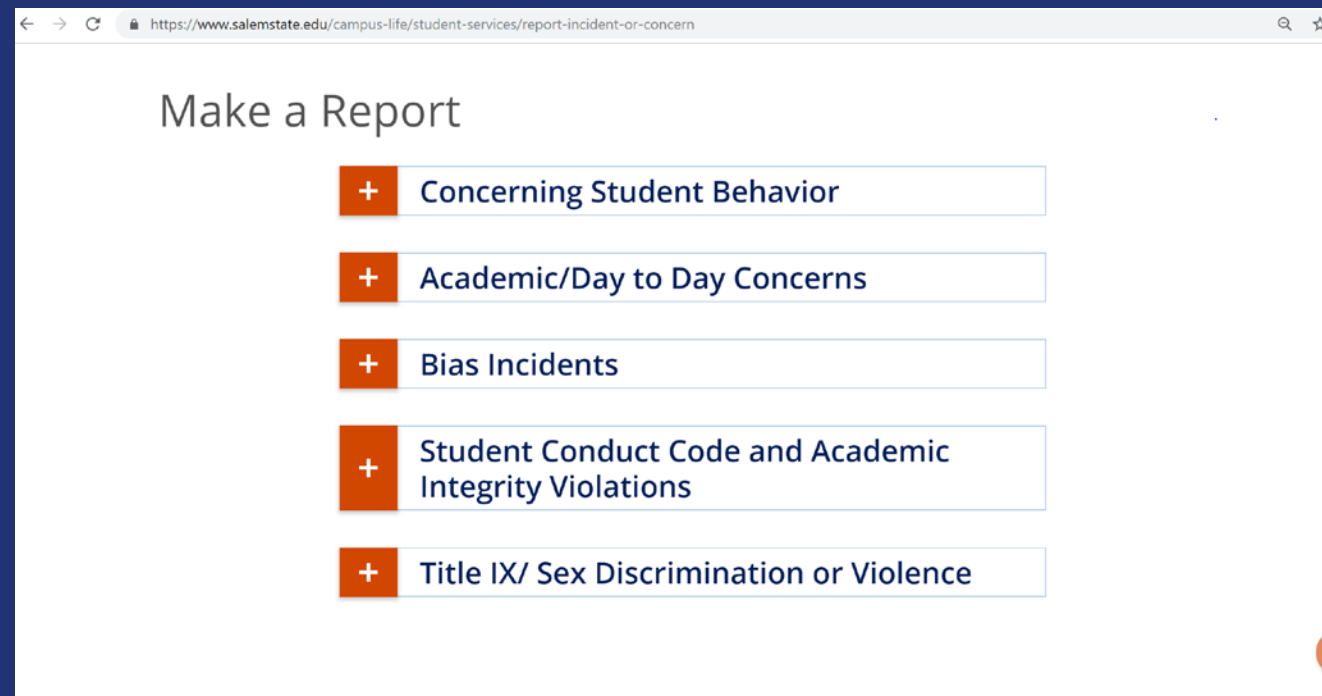 https://www.salemstate.edu/campus-life/student-services/report-incident-or-concern
Make a Report
+ Concerning Student Behavior
+ Academic/Day to Day Concerns
+ Bias Incidents
+ Student Conduct Code and Academic
Integrity Violations
+ Title IX/ Sex Discrimination or Violence